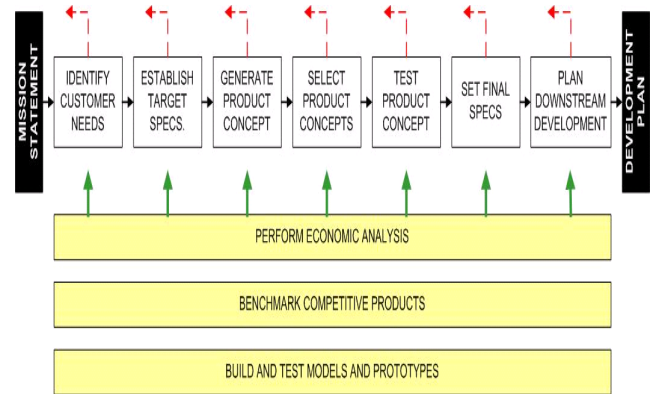 MISSION
STATEMENT
IDENTIFY
CUSTOMER
NEEDS
ESTABLISH
TARGET
SPECS.
GENERATE
PRODUCT
CONCEPT
SELECT
PRODUCT
CONCEPTS
TEST
PRODUCT
CONCEPT
SET FINAL
SPECS
PLAN
DOWNSTREAM
DEVELOPMENT
DEVELOPMENT
PLAN
PERFORM ECONOMIC ANALYSIS
BENCHMARK COMPETITIVE PRODUCTS
BUILD AND TEST MODELS AND PROTOTYPES